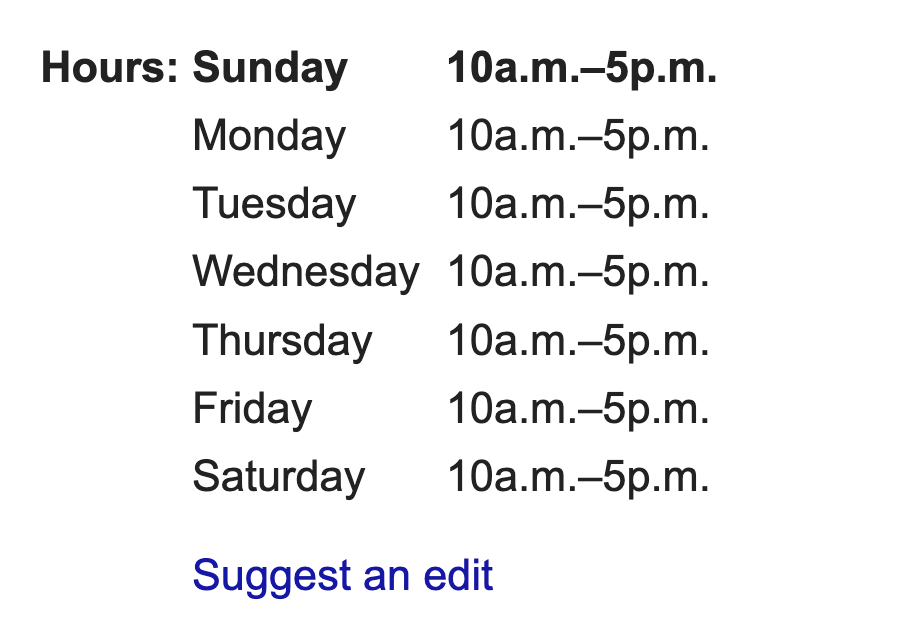 Hours: Sunday 10a.m.–5p.m.
Monday 10a.m.–5p.m.
Tuesday 10a.m.–5p.m.
Wednesday 10a.m.–5p.m.
Thursday 10a.m.–5p.m.
Friday 10a.m.–5p.m.
Saturday 10a.m.–5p.m.
Suggest an edit